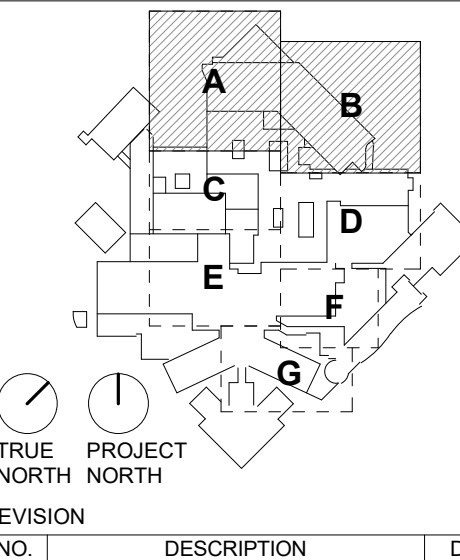 A
B
C
D
E
F
G
TRUE NORTH
PROJECT NORTH
EVISION
NO. DESCRIPTION D